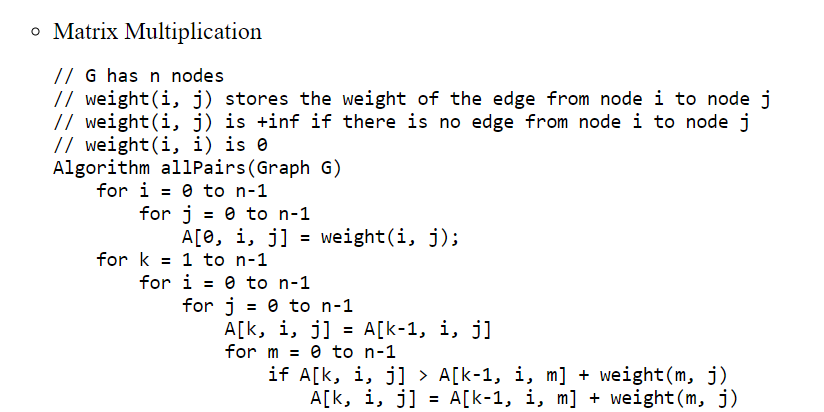 Matrix Multiplication
// G has n nodes
// weight(i, j) stores the weight of the edge from node i to node j
// weight(i, j) is +inf if there is no edge from node i to node j
// weight(i, i) is 0
Algorithm allPairs(Graph G)
    for i = 0 to n-1
        for j = 0 to n-1
            A[0, i, j] = weight(i, j);
    for k = 1 to n-1
        for i = 0 to n-1
            for j = 0 to n-1
                A[k, i, j] = A[k-1, i, j]
                for m = 0 to n-1
                    if A[k, i, j] > A[k-1, i, m] + weight(m, j)
                        A[k, i, j] = A[k-1, i, m] + weight(m, j)